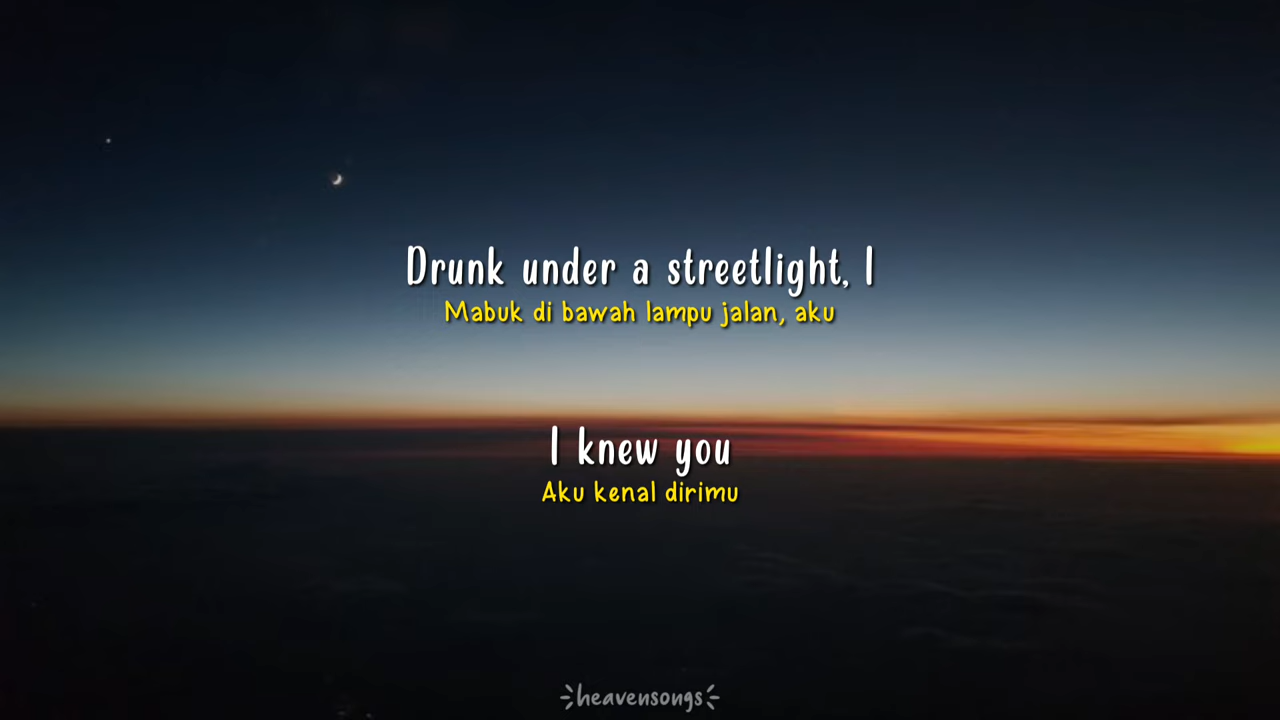 Drunk under a streetlight, I
Mabuk di bawah lampu jalan, aku
I knew you
Aku kenal dirimu
heavensongs